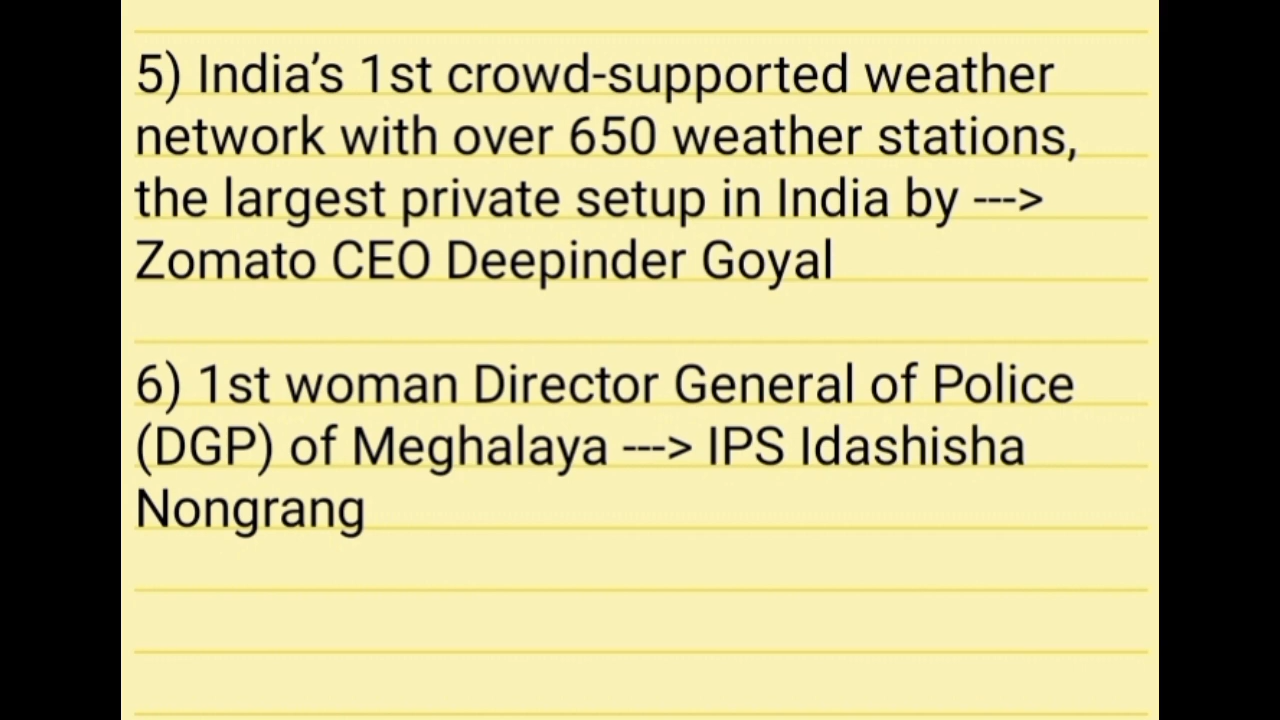 5) India’s 1st crowd-supported weather
network with over 650 weather stations,
the largest private setup in India by --->
Zomato CEO Deepinder Goyal
6) 1st woman Director General of Police
(DGP) of Meghalaya ---> IPS Idashisha
Nongrang